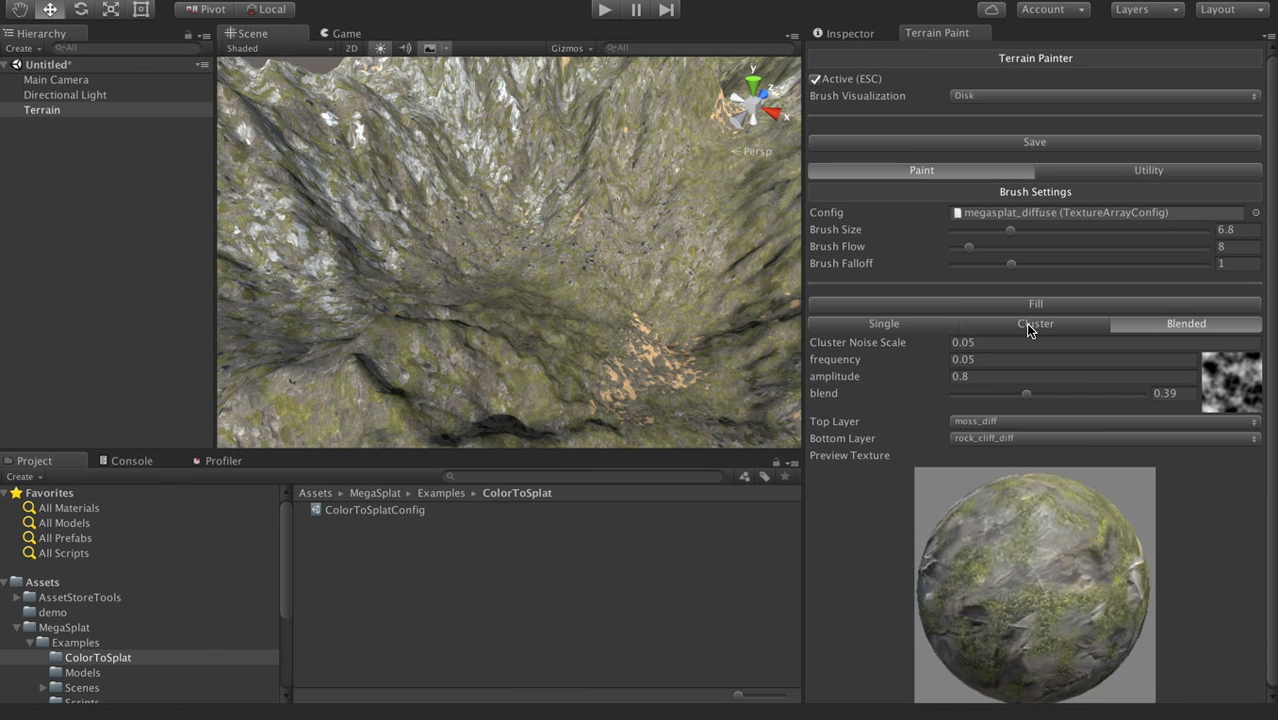 Pivot Local Account Layers Layout
Hierarchy Scene Game Inspector Terrain Paint
Create All Shaded 2D Gizmos All
Untitled*
Main Camera
Directional Light
Terrain
y
z
x
Persp
Terrain Painter
Active (ESC)
Brush Visualization Disk
Save
Paint Utility
Brush Settings
Config megasplat_diffuse (TextureArrayConfig)
Brush Size 6.8
Brush Flow 8
Brush Falloff 1
Fill
Single Cluster Blended
Cluster Noise Scale 0.05
frequency 0.05
amplitude 0.8
blend 0.39
Top Layer moss_diff
Bottom Layer rock_cliff_diff
Preview Texture
Project Console Profiler
Create
Favorites
All Materials
All Models
All Prefabs
All Scripts
Assets
AssetStoreTools
demo
MegaSplat
Examples
ColorToSplat
Models
Scenes
Scripts
Assets MegaSplat Examples ColorToSplat
ColorToSplatConfig